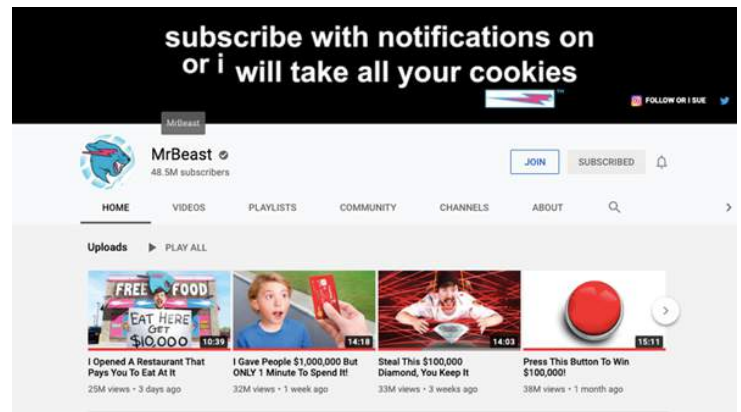 subscribe with notifications on
or i will take all your cookies
TM
FOLLOW OR I SUE
MrBeast
MrBeast
48.5M subscribers
JOIN
SUBSCRIBED
HOME
VIDEOS
PLAYLISTS
COMMUNITY
CHANNELS
ABOUT
Uploads
PLAY ALL
FREE FOOD
EAT HERE
GET
$10,000
10:39
14:18
14:03
15:11
I Opened A Restaurant That
Pays You To Eat At It
25M views • 3 days ago
I Gave People $1,000,000 But
ONLY 1 Minute To Spend It!
32M views • 1 week ago
Steal This $100,000
Diamond, You Keep It
33M views • 3 weeks ago
Press This Button To Win
$100,000!
38M views • 1 month ago